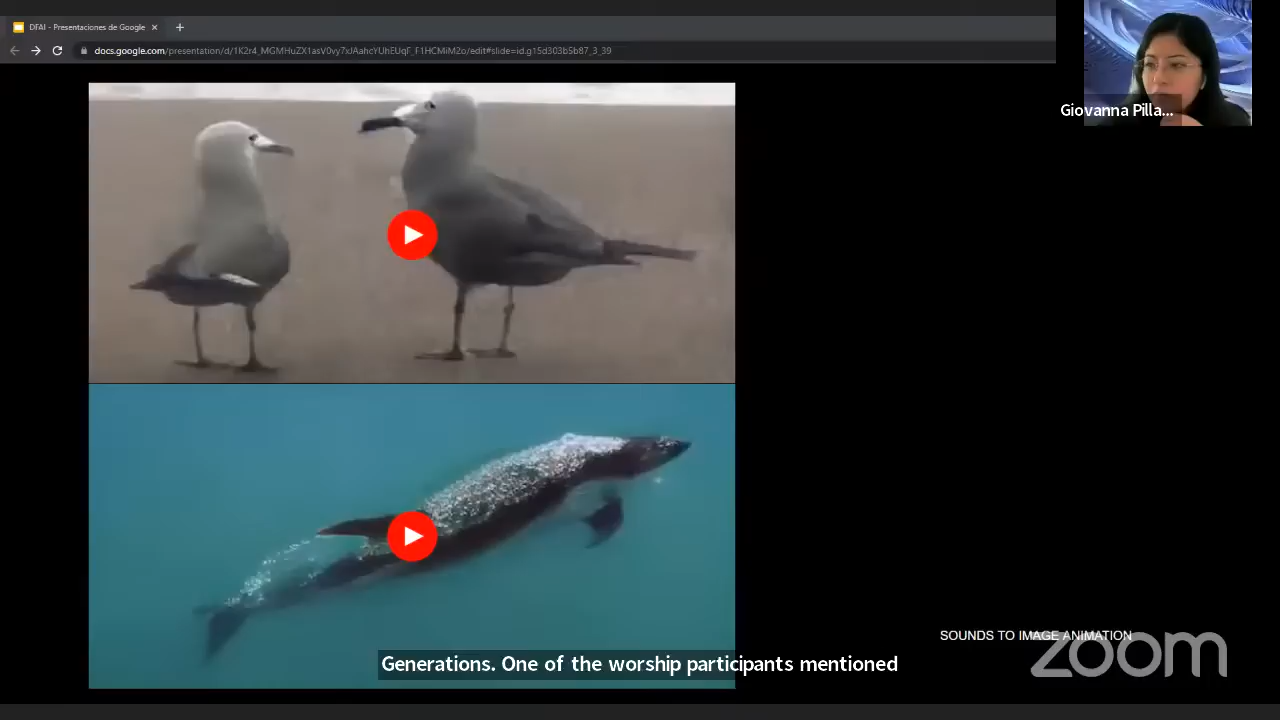 DFAI - Presentaciones de Google
docs.google.com/presentation/d/1K2r4_MGMHuZX1asV0vy7xJAahcYUhEUqF_F1HCMiM2o/edit#slide=id.g15d303b5b87_3_39
Giovanna Pilla...
SOUNDS TO IMAGE ANIMATION
zoom
Generations. One of the worship participants mentioned